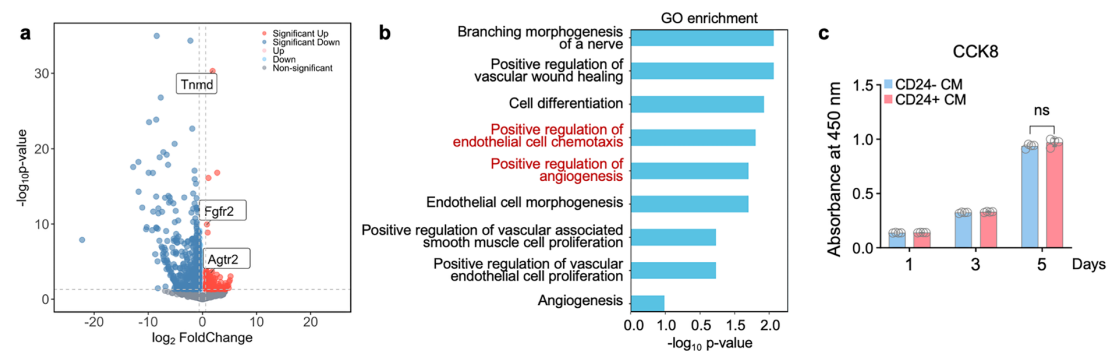 a
-log10P-value
30
20
10
0
-20
-10
0
10
20
log2 FoldChange
Significant Up
Significant Down
Up
Down
Non-significant
Tnmd
Fgfr2
Agtr2
b
GO enrichment
Branching morphogenesis
of a nerve
Positive regulation of
vascular wound healing
Cell differentiation
Positive regulation of
endothelial cell chemotaxis
Positive regulation of
angiogenesis
Endothelial cell morphogenesis
Positive regulation of vascular associated
smooth muscle cell proliferation
Positive regulation of vascular
endothelial cell proliferation
Angiogenesis
0.0
1.0
0.5
1.5
2.0
-log10 p-value
c
CCK8
Absorbance at 450 nm
1.5
1.0
0.5
0.0
CD24- CM
CD24+ CM
ns
1
3
5
Days